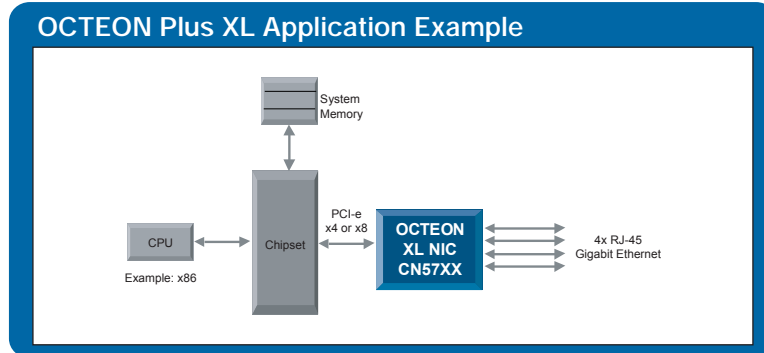 OCTEON Plus XL Application Example
System
Memory
PCI-e
x4 or x8
CPU
Chipset
OCTEON
XL NIC
CN57XX
4x RJ-45
Gigabit Ethernet
Example: x86